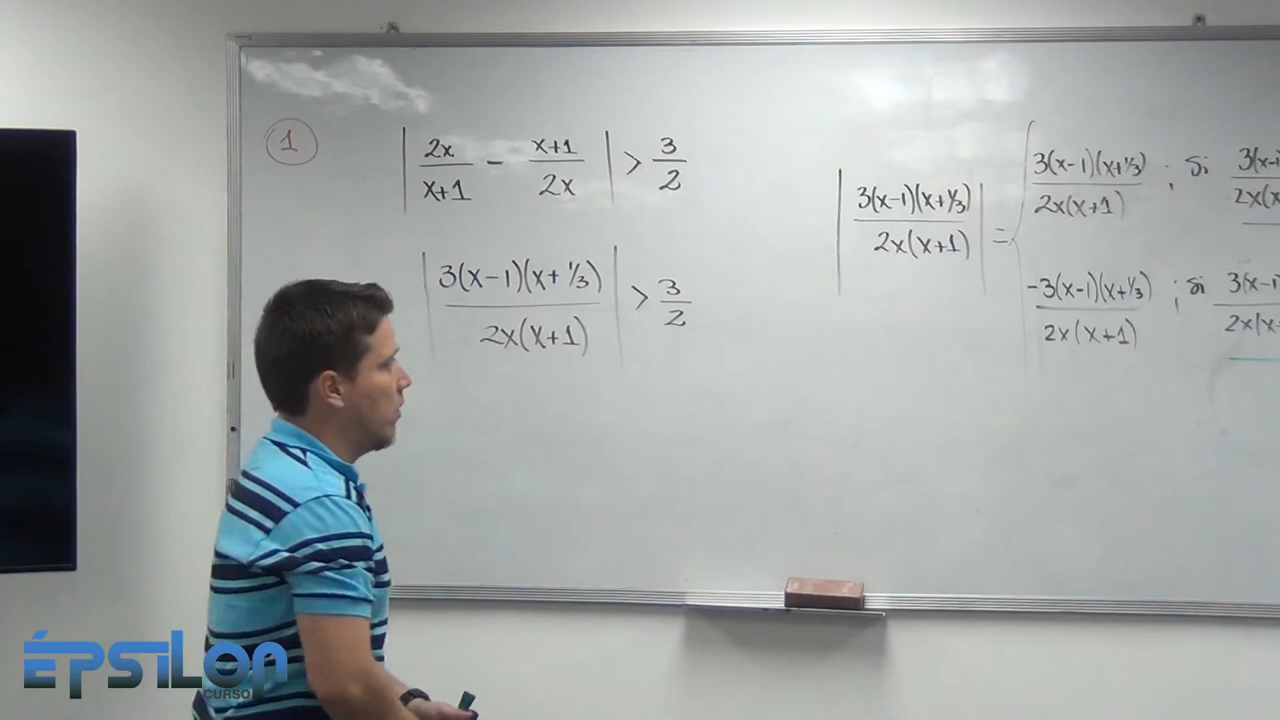 1
| 2x/(x+1) - (x+1)/2x | > 3/2
| 3(x-1)(x+1/3) / 2x(x+1) | > 3/2
| 3(x-1)(x+1/3) / 2x(x+1) | = {
3(x-1)(x+1/3) / 2x(x+1) ; Si
-3(x-1)(x+1/3) / 2x(x+1) ; si
ÉPSILON
CURSO